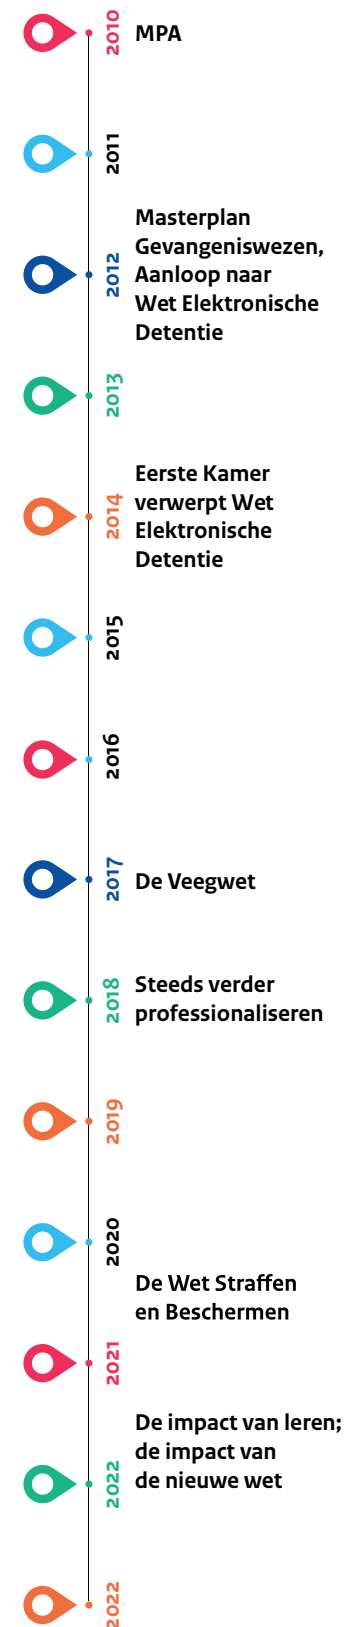 2010
MPA
2011
2012
Masterplan
Gevangeniswezen,
Aanloop naar
Wet Elektronische
Detentie
2013
2014
Eerste Kamer
verwerpt Wet
Elektronische
Detentie
2015
2016
2017
De Veegwet
2018
Steeds verder
professionaliseren
2019
2020
De Wet Straffen
en Beschermen
2021
De impact van leren;
de impact van
de nieuwe wet
2022
2022